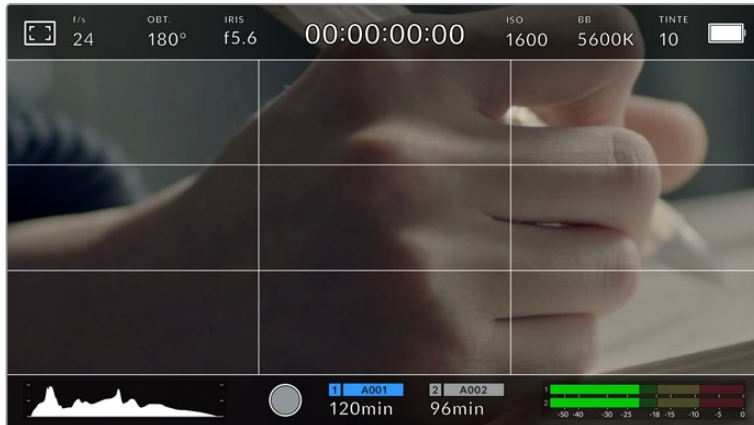 f/s OBT. IRIS ISO BB TINTE
24 180° f5.6 00:00:00:00 1600 5600K 10
1 A001 2 A002
120min 96min
1
2
-50 -40 -30 -25 -18 -15 -10 -5 0